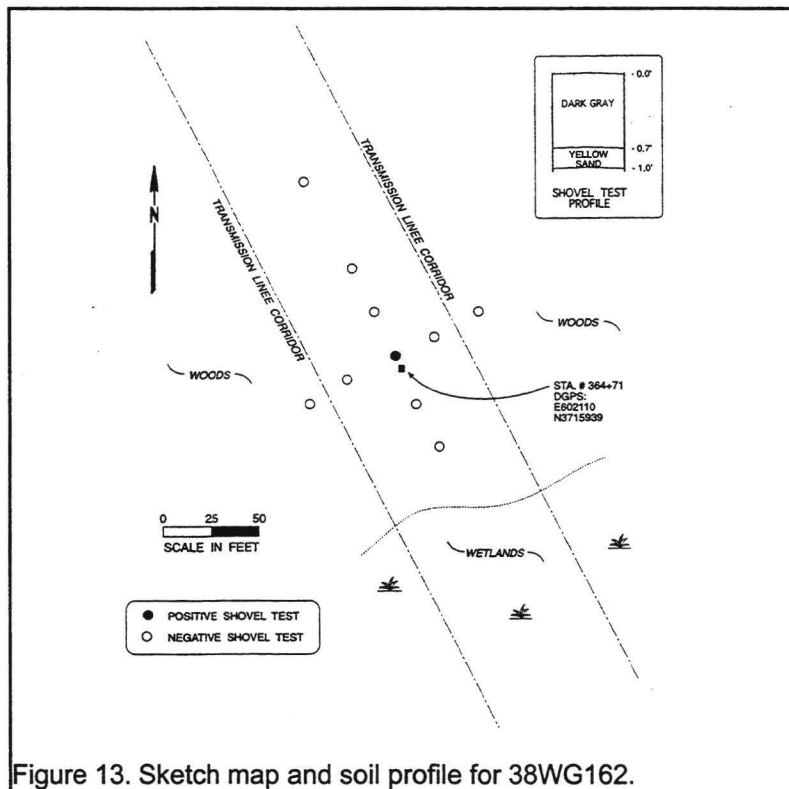 - 0.0'
DARK GRAY
- 0.7'
YELLOW
SAND
- 1.0'
SHOVEL TEST
PROFILE
N
TRANSMISSION LINEE CORRIDOR
TRANSMISSION LINEE CORRIDOR
WOODS
WOODS
STA. # 364+71
DGPS:
E602110
N3715939
0 25 50
SCALE IN FEET
WETLANDS
POSITIVE SHOVEL TEST
NEGATIVE SHOVEL TEST
Figure 13. Sketch map and soil profile for 38WG162.